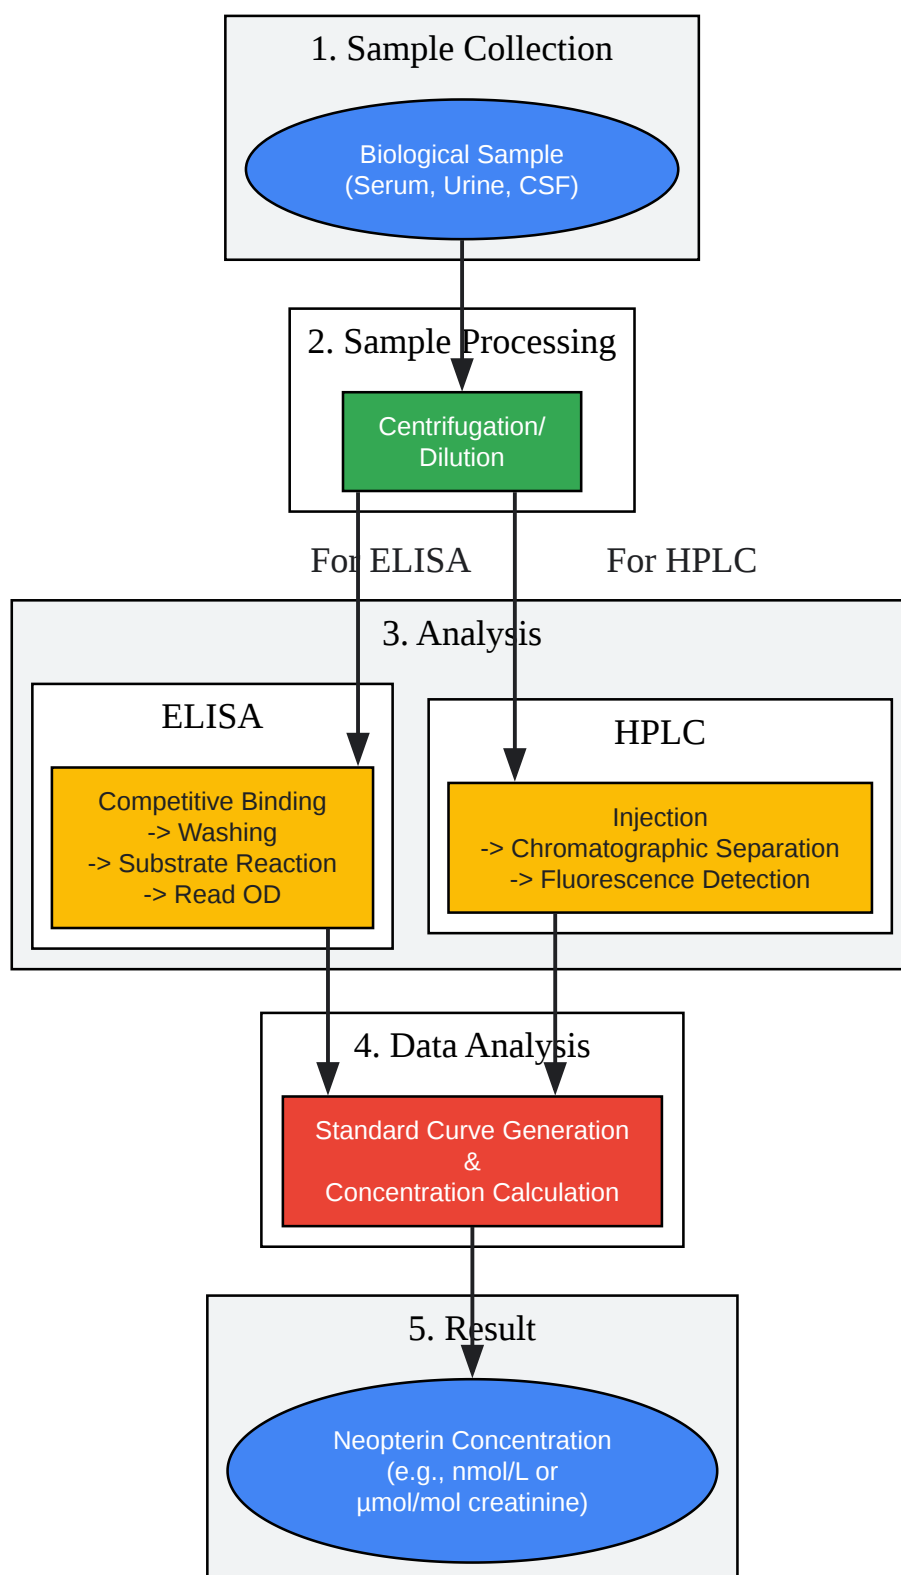 1. Sample Collection
Biological Sample
(Serum, Urine, CSF)
2. Sample Processing
Centrifugation/
Dilution
For ELISA
For HPLC
3. Analysis
ELISA
Competitive Binding
-> Washing
-> Substrate Reaction
-> Read OD
HPLC
Injection
-> Chromatographic Separation
-> Fluorescence Detection
4. Data Analysis
Standard Curve Generation
&
Concentration Calculation
5. Result
Neopterin Concentration
(e.g., nmol/L or
µmol/mol creatinine)